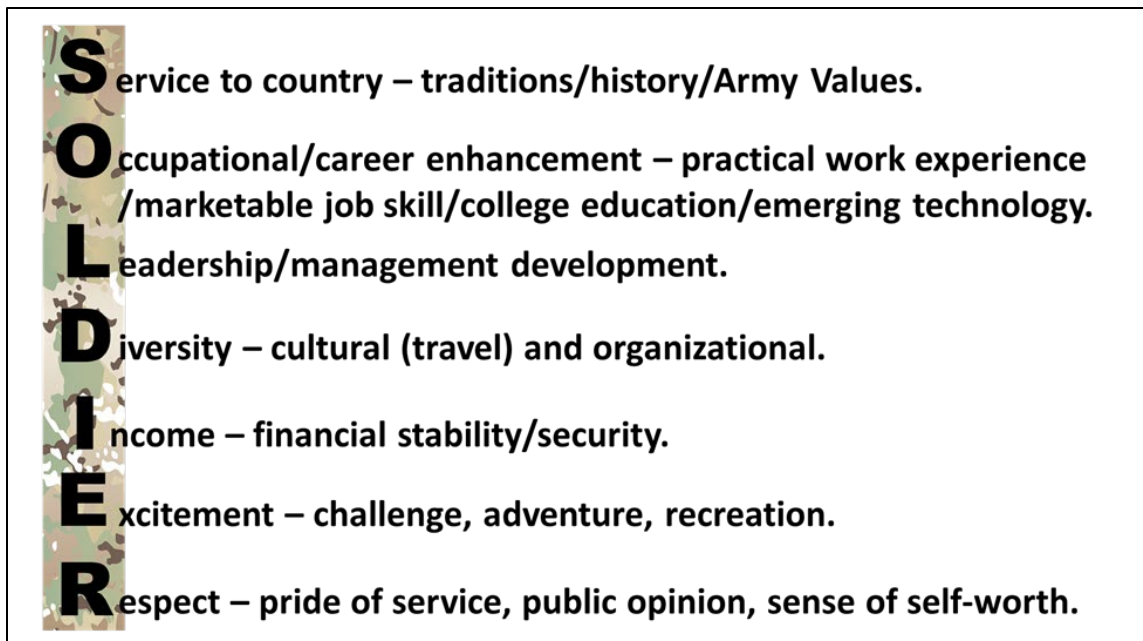 Service to country – traditions/history/Army Values.
Occupational/career enhancement – practical work experience
/marketable job skill/college education/emerging technology.
Leadership/management development.
Diversity – cultural (travel) and organizational.
Income – financial stability/security.
Excitement – challenge, adventure, recreation.
Respect – pride of service, public opinion, sense of self-worth.